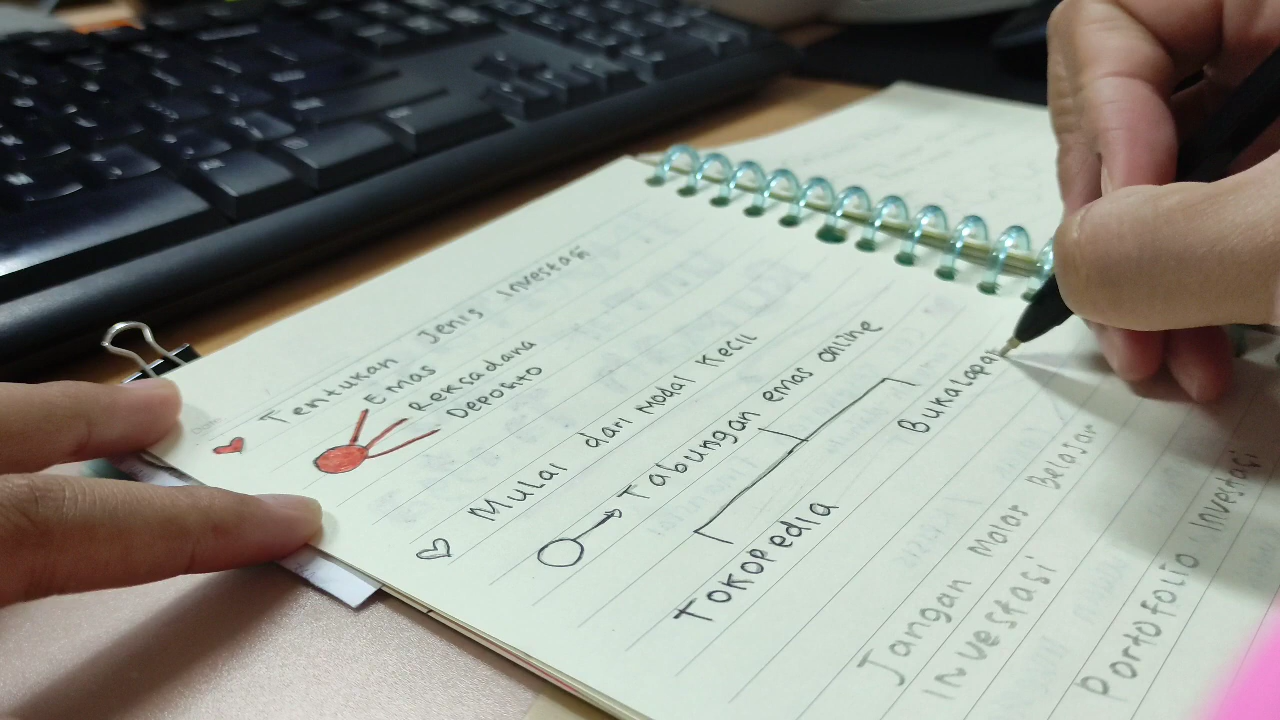 Tentukan Jenis Investasi
Emas
Reksadana
Deposito
Mulai dari Modal Kecil
Tabungan emas online
Tokopedia
Bukalapa
Jangan Malas Belajar
Investasi
Portofolio Investasi